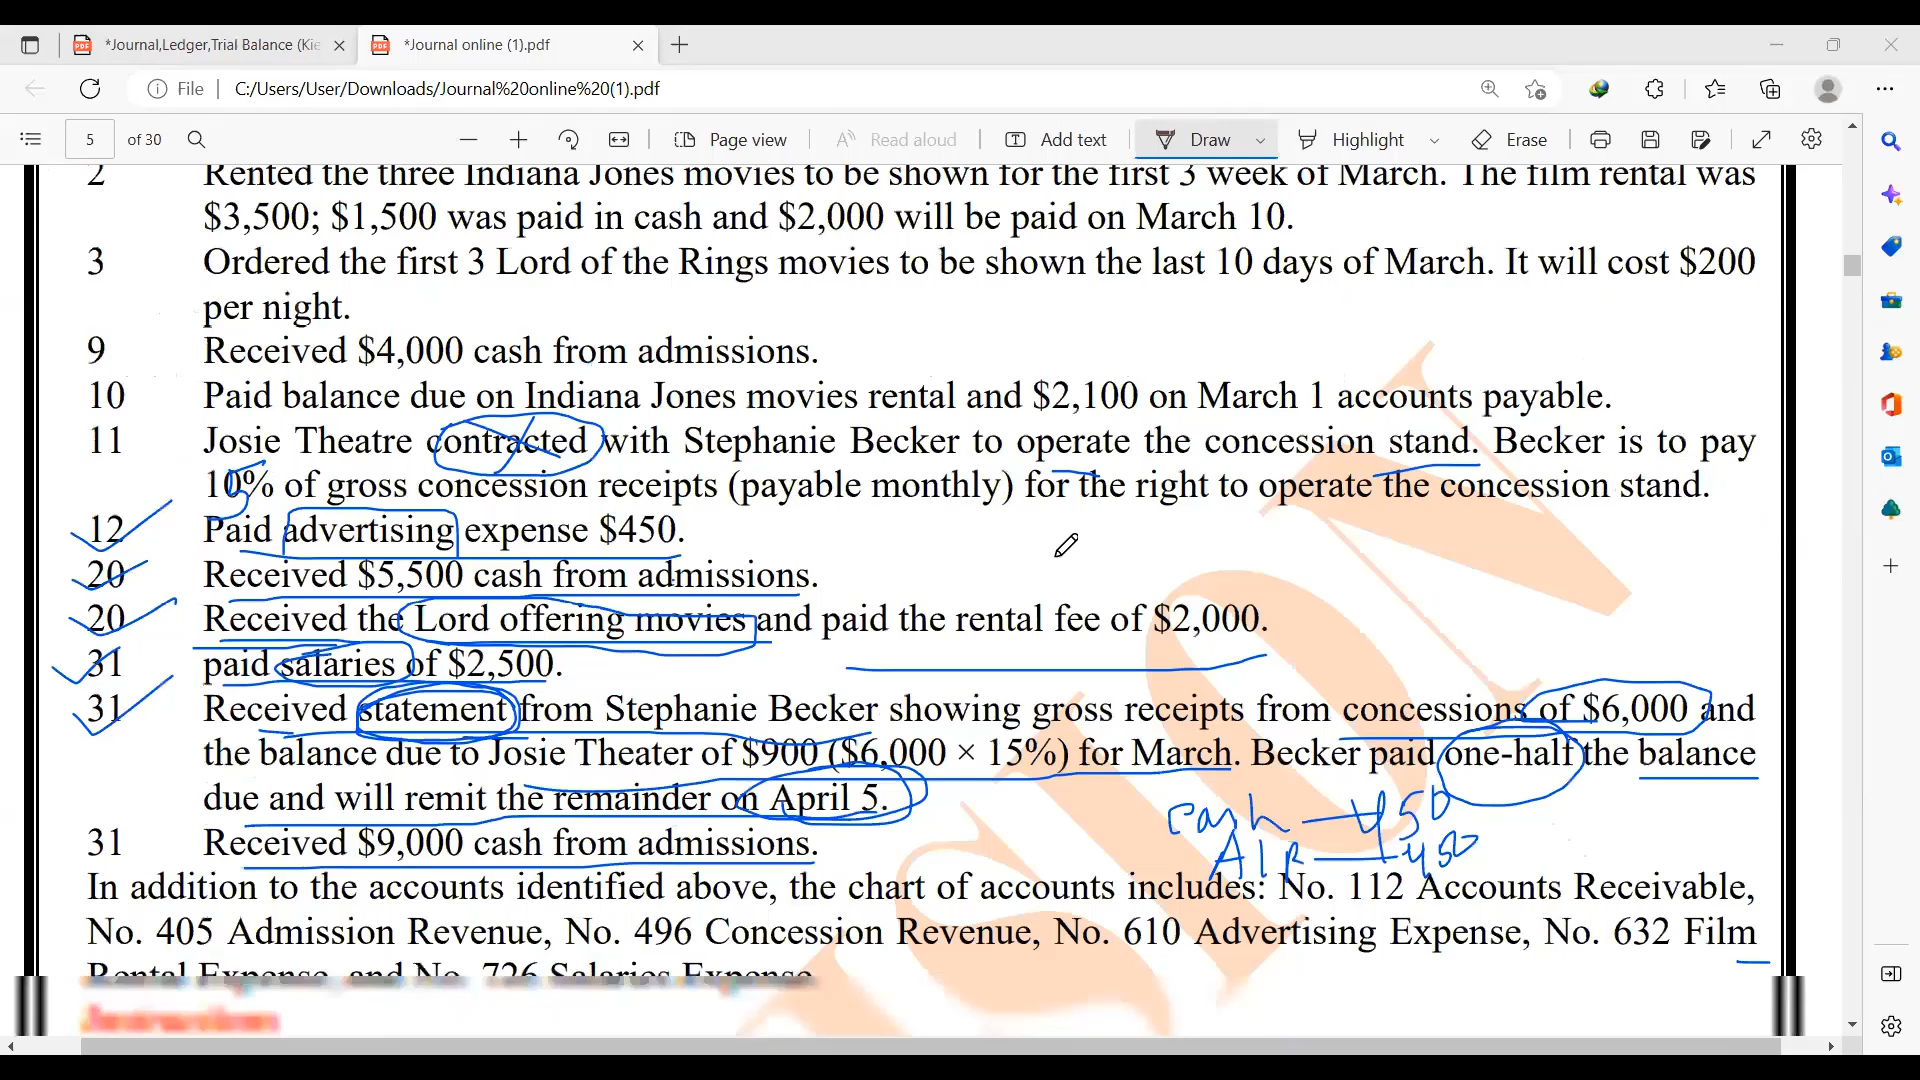 *Journal,Ledger,Trial Balance (Kie
*Journal online (1).pdf
File C:/Users/User/Downloads/Journal%20online%20(1).pdf
5 of 30 Page view Read aloud Add text Draw Highlight Erase
2 Rented the three Indiana Jones movies to be shown for the first 3 week of March. The film rental was
$3,500; $1,500 was paid in cash and $2,000 will be paid on March 10.
3 Ordered the first 3 Lord of the Rings movies to be shown the last 10 days of March. It will cost $200
per night.
9 Received $4,000 cash from admissions.
10 Paid balance due on Indiana Jones movies rental and $2,100 on March 1 accounts payable.
11 Josie Theatre contracted with Stephanie Becker to operate the concession stand. Becker is to pay
10% of gross concession receipts (payable monthly) for the right to operate the concession stand.
5
12 Paid advertising expense $450.
20 Received $5,500 cash from admissions.
20 Received the Lord offering movies and paid the rental fee of $2,000.
31 paid salaries of $2,500.
31 Received statement from Stephanie Becker showing gross receipts from concessions of $6,000 and
the balance due to Josie Theater of $900 ($6,000 × 15%) for March. Becker paid one-half the balance
due and will remit the remainder on April 5.
cash — 450
A/R — 450
31 Received $9,000 cash from admissions.
In addition to the accounts identified above, the chart of accounts includes: No. 112 Accounts Receivable,
No. 405 Admission Revenue, No. 496 Concession Revenue, No. 610 Advertising Expense, No. 632 Film
Rental Expense, and No. 726 Salaries Expense.
Instructions